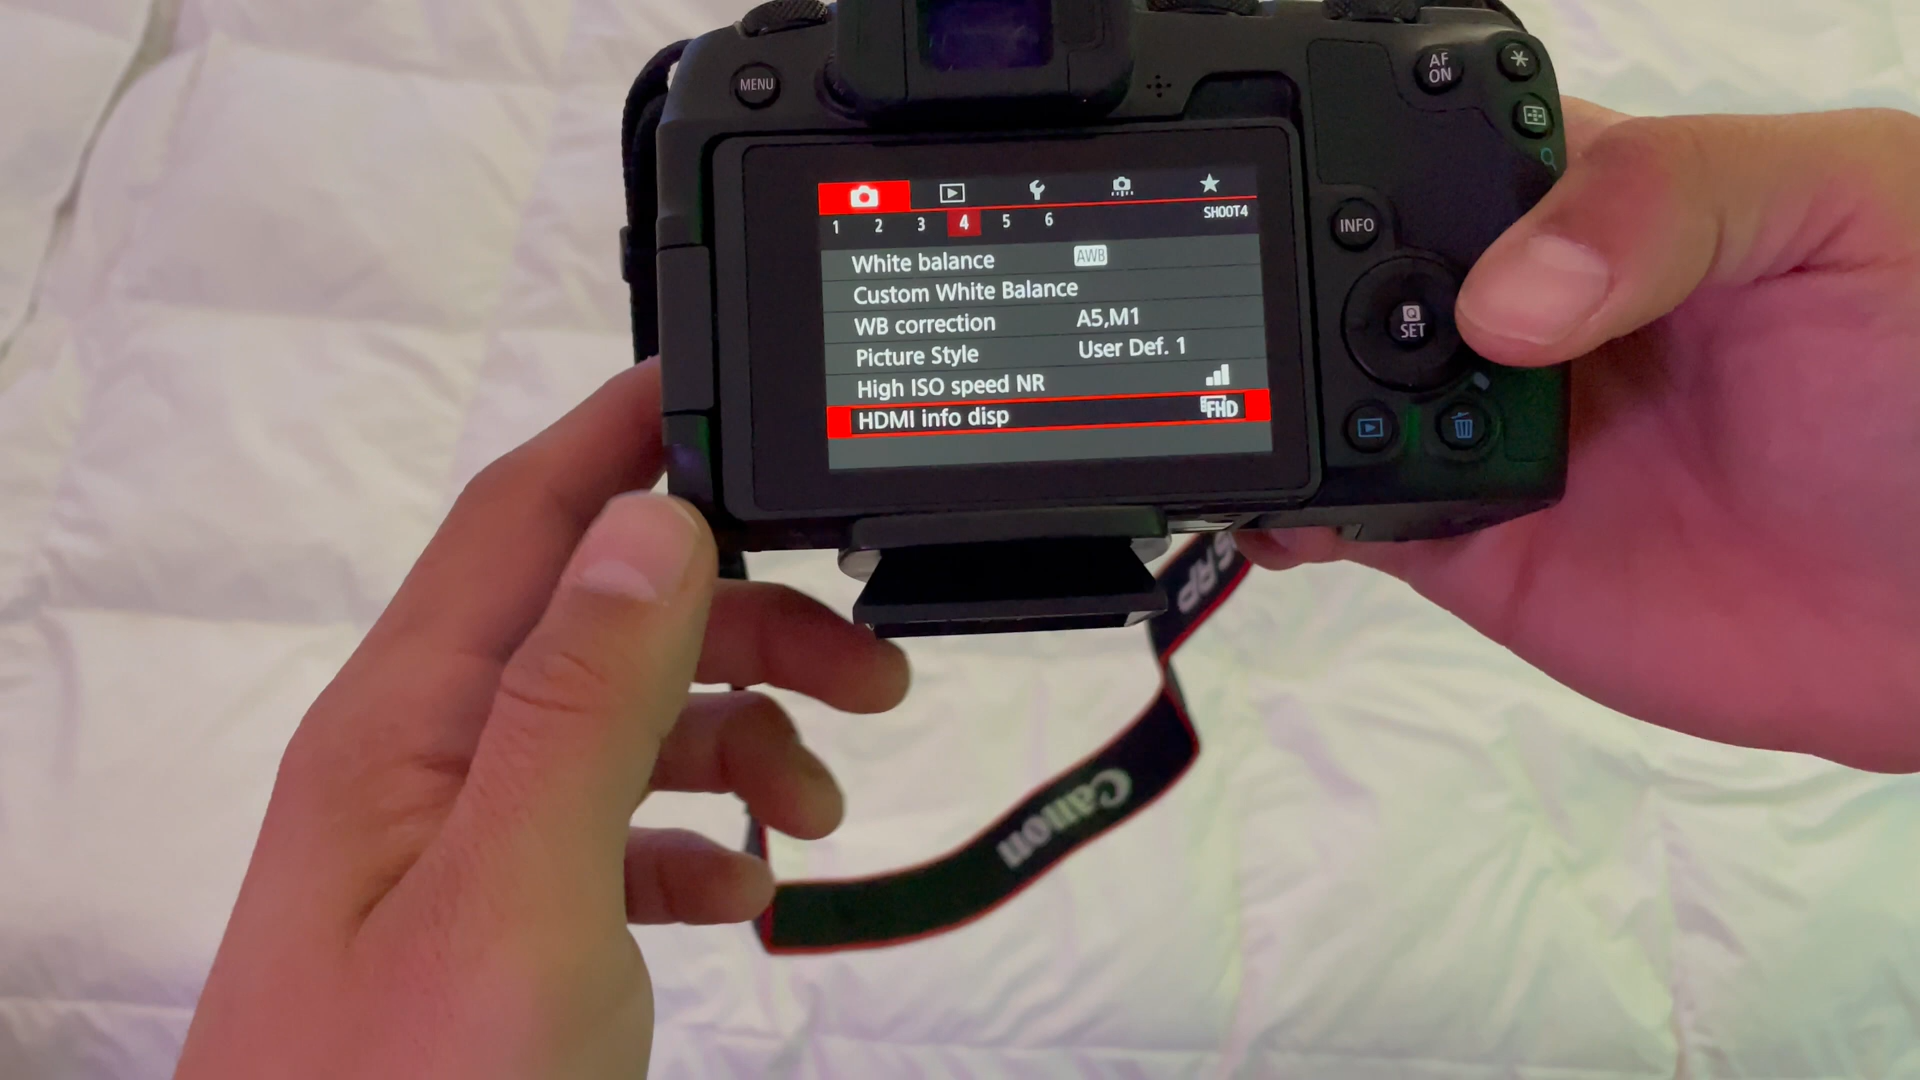 MENU
AF
ON
INFO
Q
SET
1 2 3 4 5 6 SHOOT4
White balance AWB
Custom White Balance
WB correction A5,M1
Picture Style User Def. 1
High ISO speed NR
HDMI info disp FHD
RP
Canon